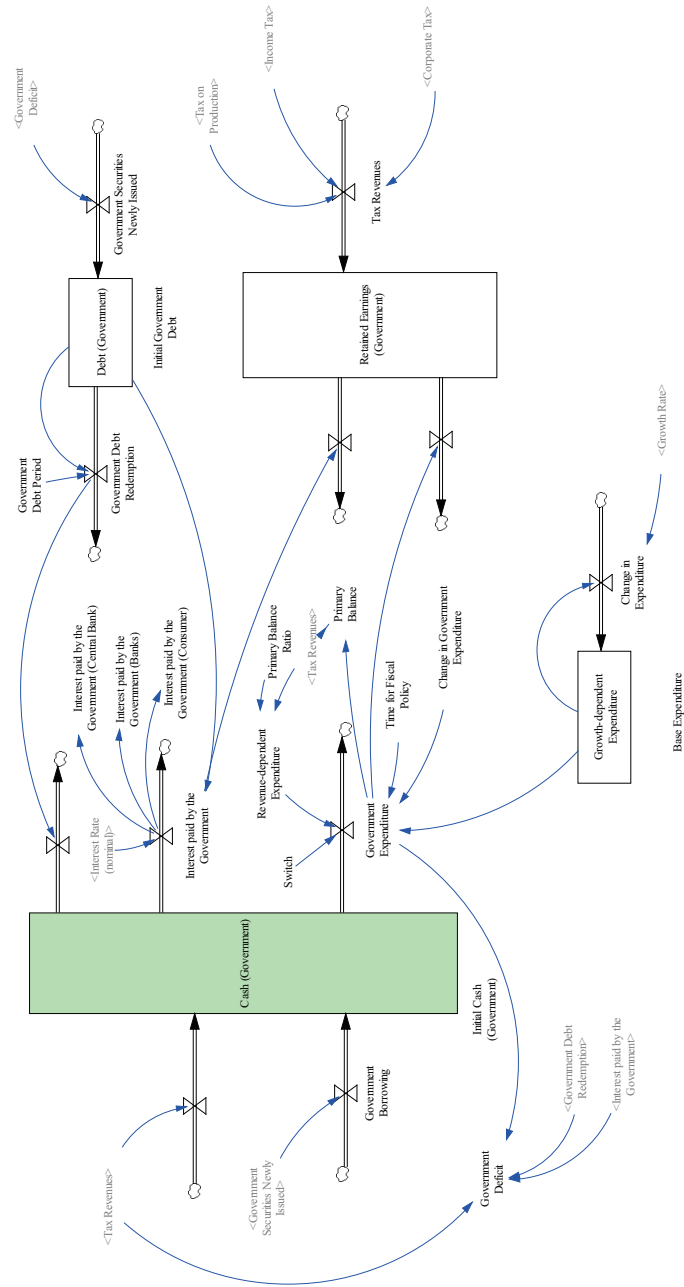 <Tax Revenues>
<Government
Securities Newly
Issued>
Government
Borrowing
Government
Deficit
<Government Debt
Redemption>
<Interest paid by the
Government>
Cash (Government)
Initial Cash
(Government)
<Interest Rate
(nominal)>
Interest paid by the
Government
Interest paid by the
Government (Central Bank)
Interest paid by the
Government (Banks)
Interest paid by the
Government (Consumer)
Switch
Revenue-dependent
Expenditure
Primary Balance
Ratio
<Tax Revenues>
Primary
Balance
Government
Expenditure
Time for Fiscal
Policy
Change in Government
Expenditure
Growth-dependent
Expenditure
Base Expenditure
Change in
Expenditure
<Growth Rate>
Government
Debt Period
Government Debt
Redemption
Debt (Government)
Initial Government
Debt
Government Securities
Newly Issued
<Government
Deficit>
Retained Earnings
(Government)
Tax Revenues
<Tax on
Production>
<Income Tax>
<Corporate Tax>